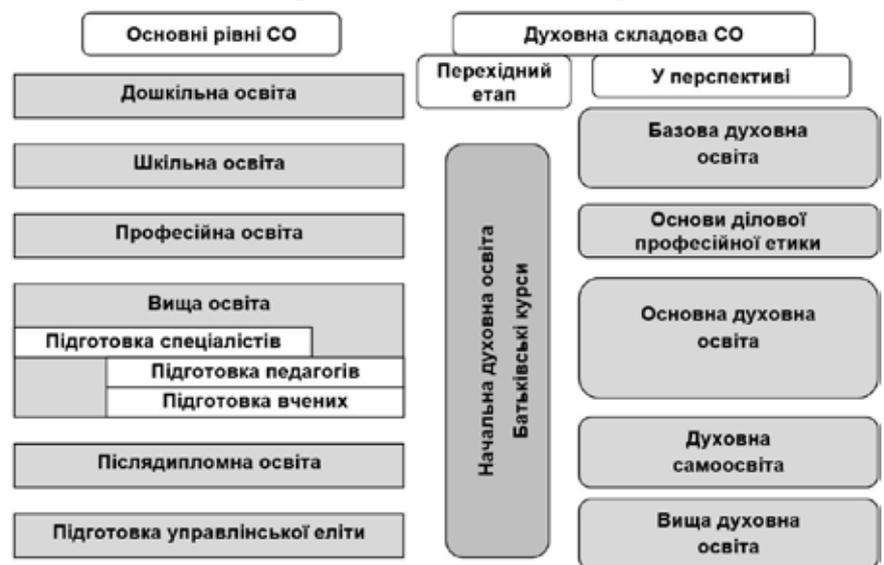 Основні рівні СО
Духовна складова СО
Перехідний
етап
У перспективі
Дошкільна освіта
Шкільна освіта
Професійна освіта
Вища освіта
Підготовка спеціалістів
Підготовка педагогів
Підготовка вчених
Післядипломна освіта
Підготовка управлінської еліти
Начальна духовна освіта
Батьківські курси
Базова духовна
освіта
Основи ділової
професійної етики
Основна духовна
освіта
Духовна
самоосвіта
Вища духовна
освіта